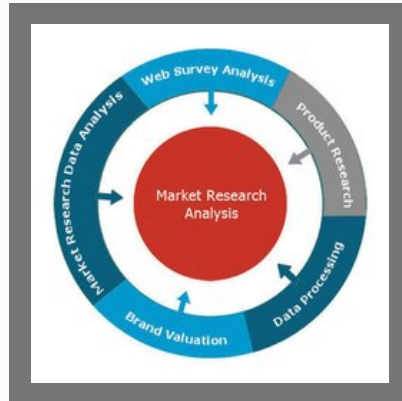 Web Survey Analysis
Product Research
Data Processing
Brand Valuation
Market Research Data Analysis
Market Research
Analysis